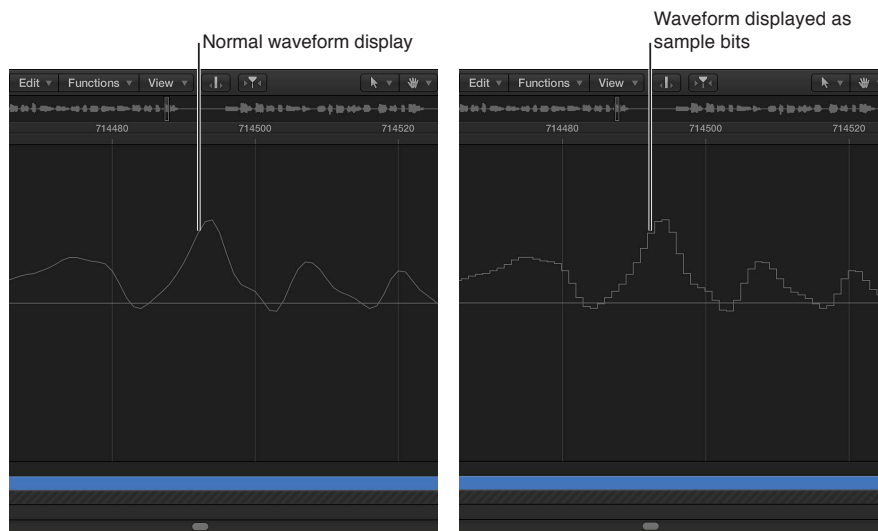 Normal waveform display
Waveform displayed as
sample bits
Edit Functions View
714480 714500 714520
Edit Functions View
714480 714500 714520